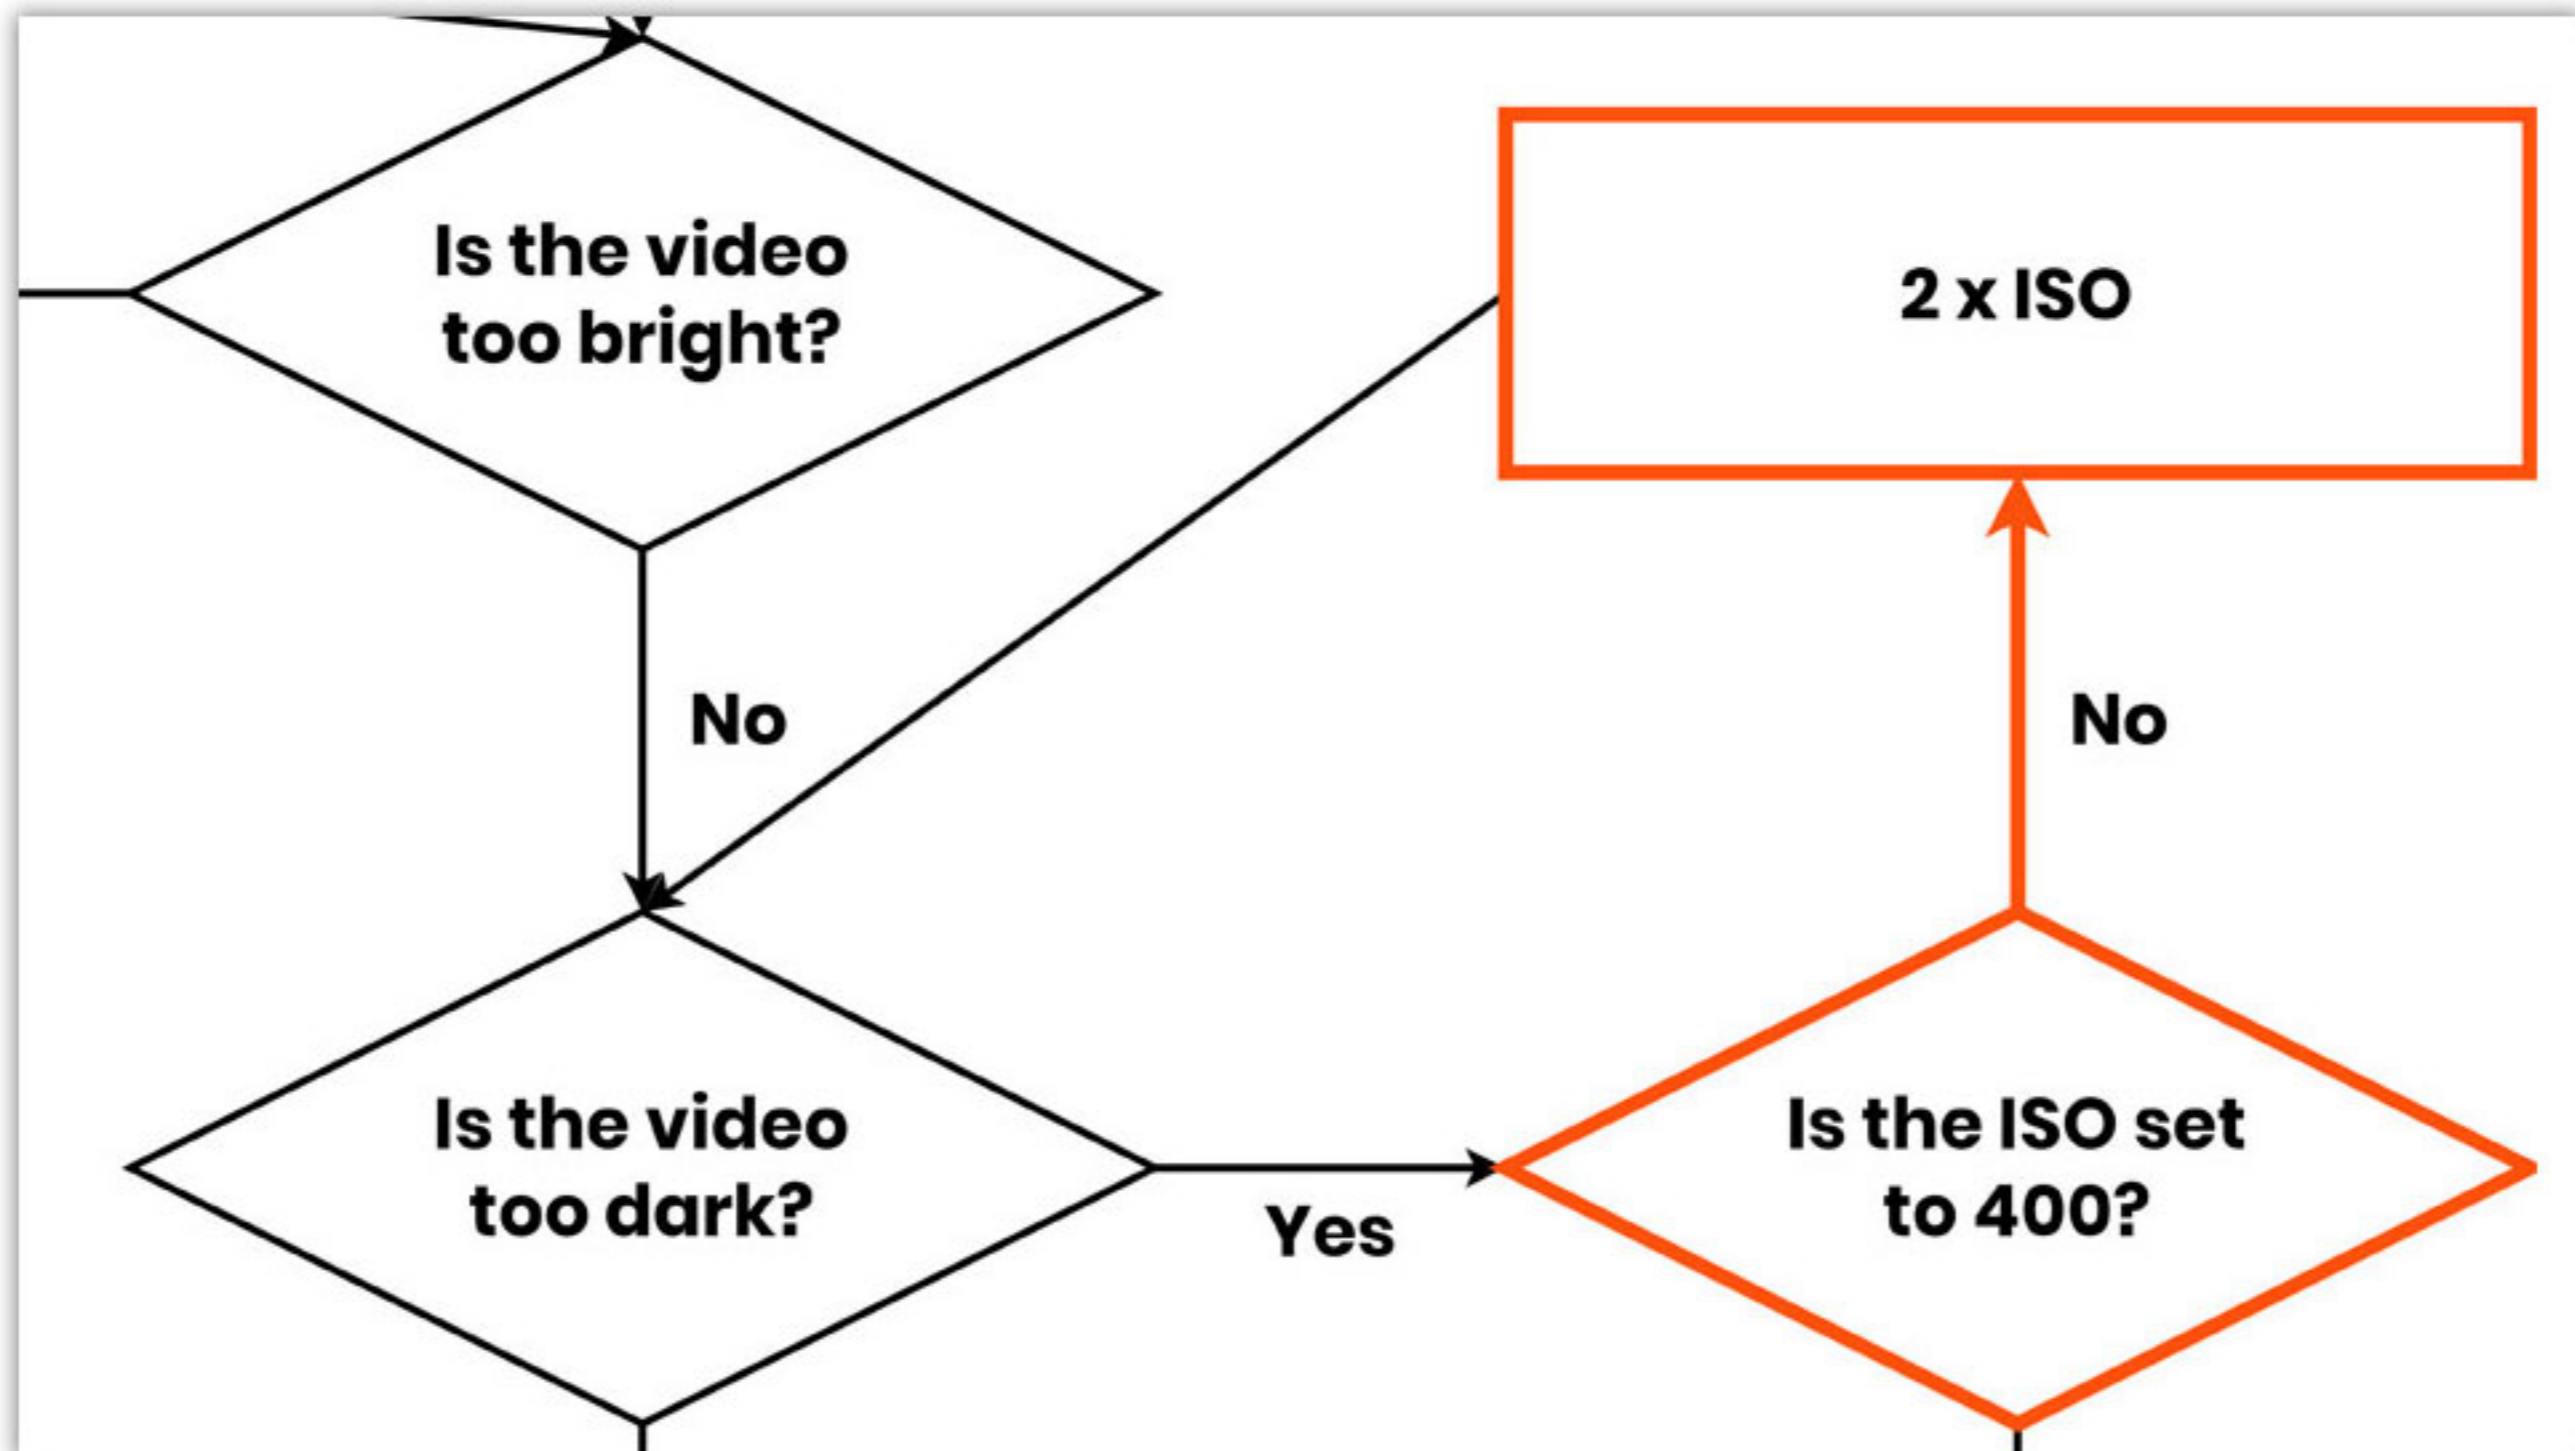 Is the video
too bright?
2 x ISO
No
No
Is the video
too dark?
Yes
Is the ISO set
to 400?